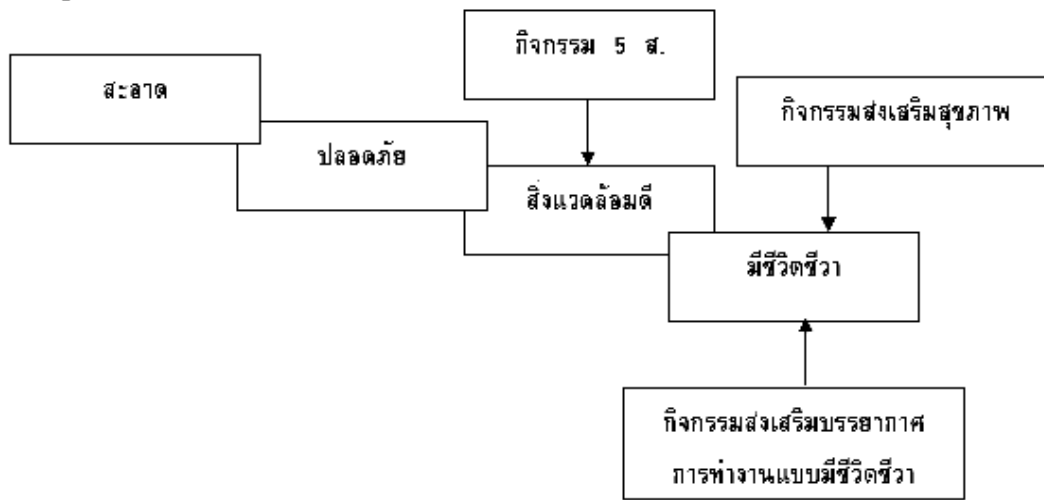 กิจกรรม 5 ส.
สะอาด
กิจกรรมส่งเสริมสุขภาพ
ปลอดภัย
สิ่งแวดล้อมดี
มีชีวิตชีวา
กิจกรรมส่งเสริมบรรยากาศ
การทำงานแบบมีชีวิตชีวา